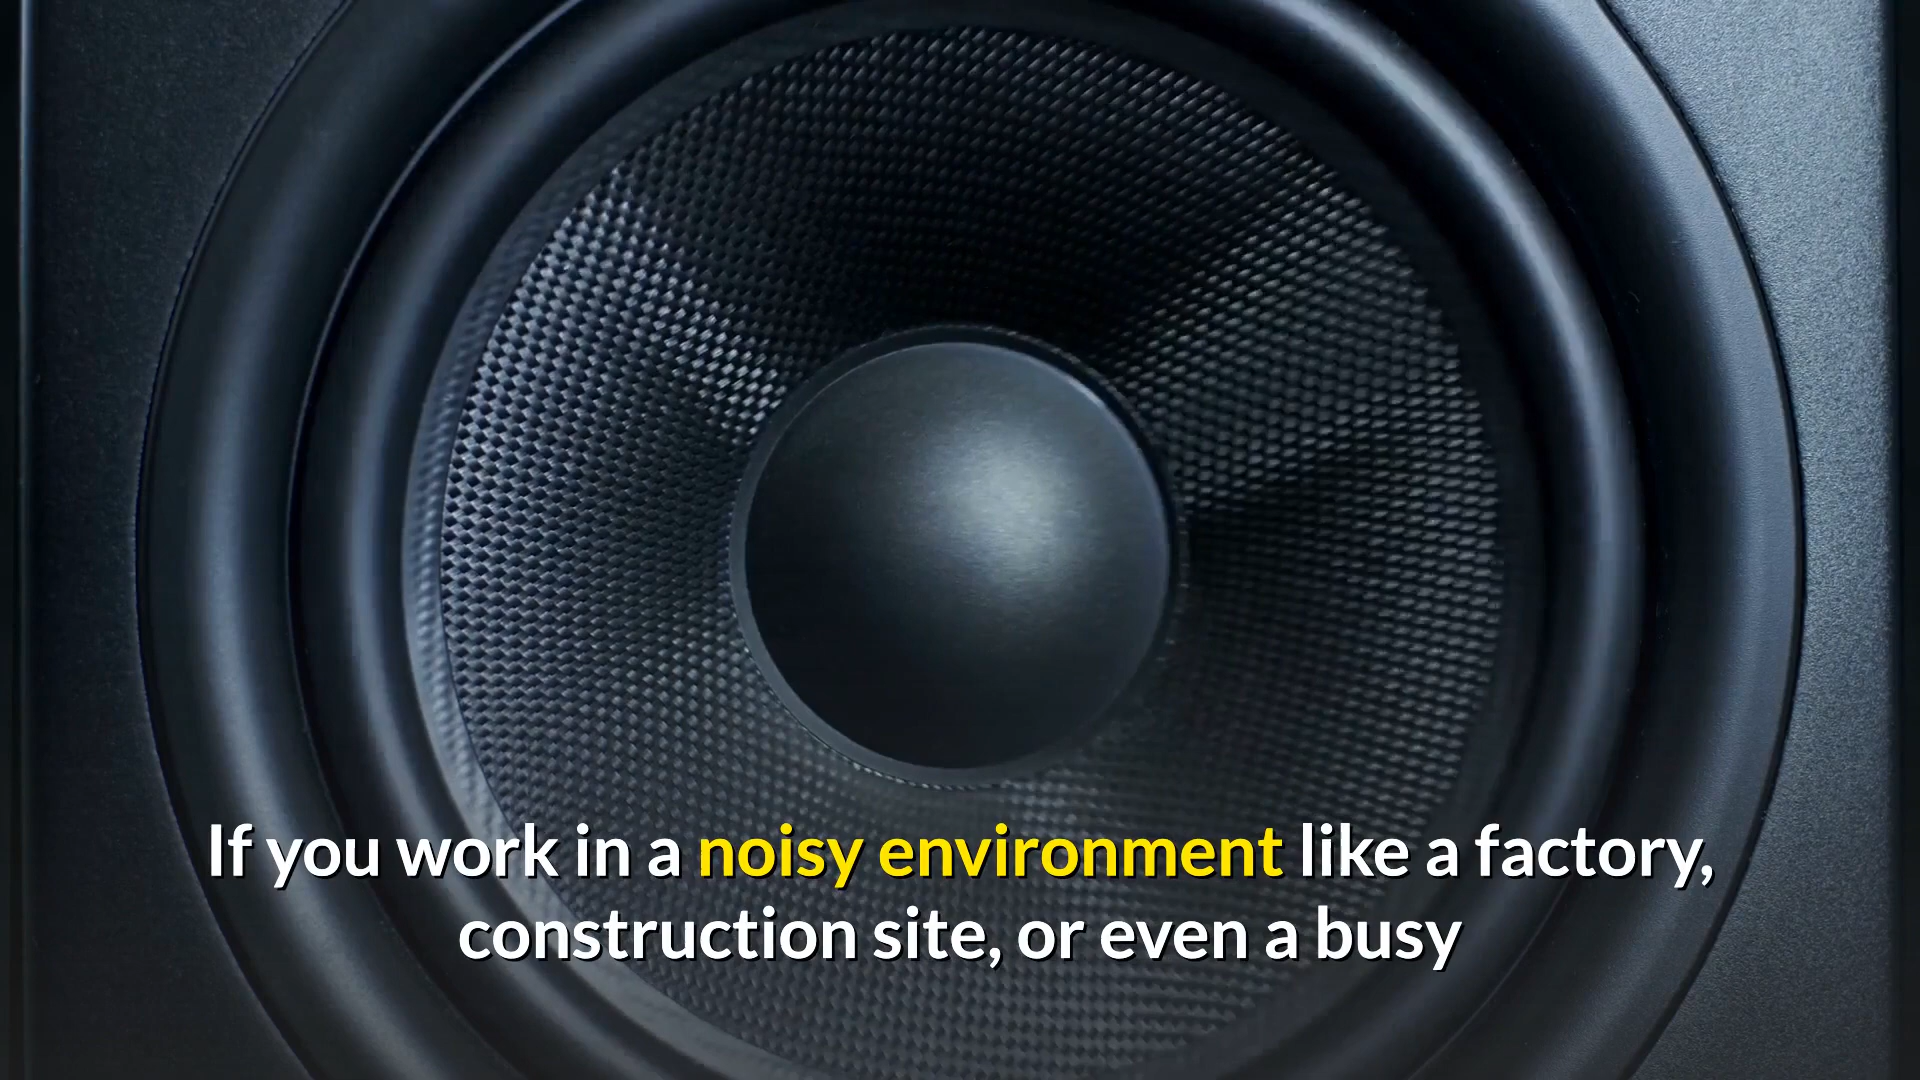 If you work in a noisy environment like a factory,
construction site, or even a busy